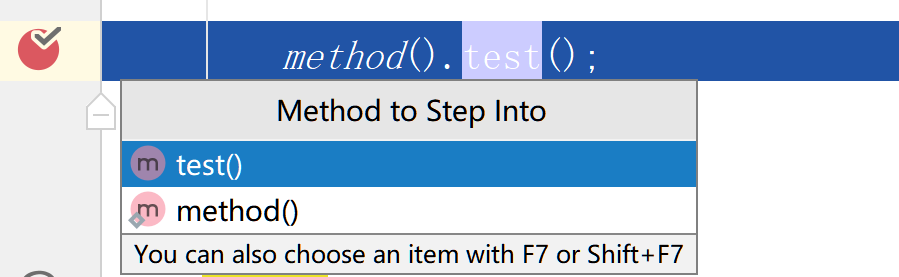 method().test();
Method to Step Into
m test()
m method()
You can also choose an item with F7 or Shift+F7